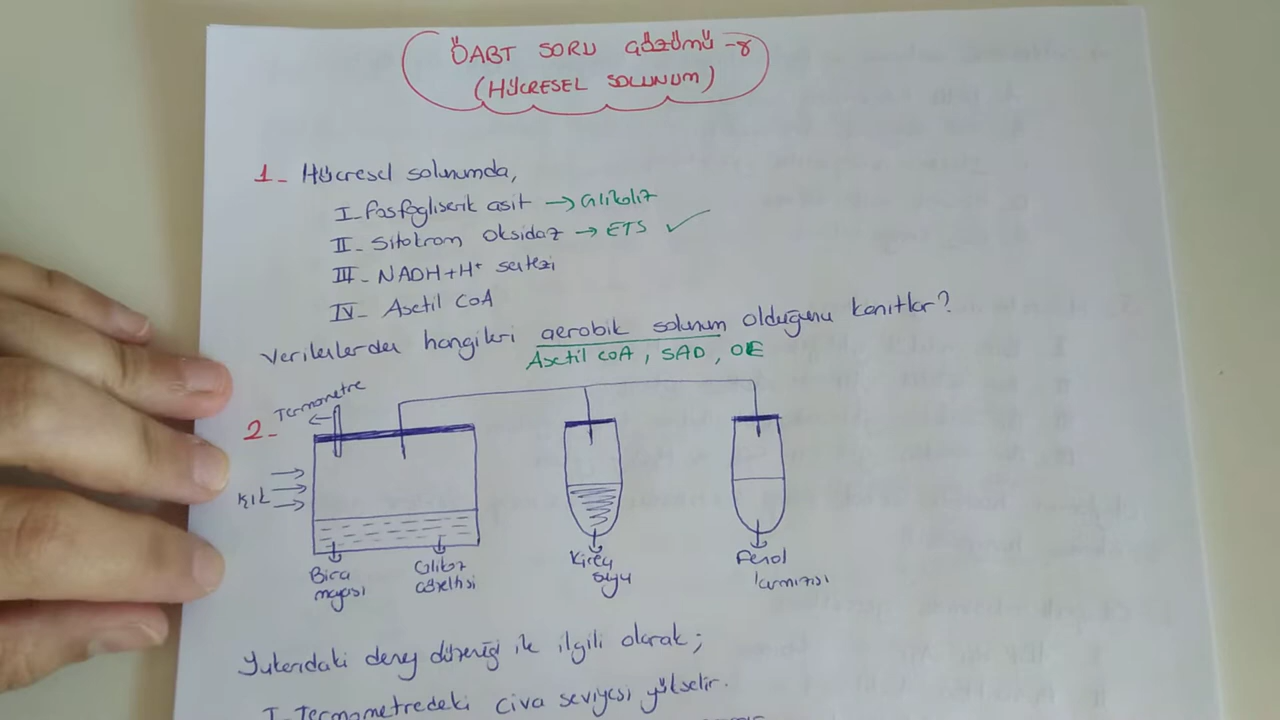 ÖABT SORU ÇÖZÜMÜ -8
(HÜCRESEL SOLUNUM)
1- Hücresel solunumda,
I- Fosfogliserik asit → Glikoliz
II- Sitokrom Oksidaz → ETS ✓
III- NADH+H⁺ sentezi
IV- Asetil CoA
Verilenlerden hangileri aerobik solunum olduğunu kanıtlar?
Asetil CoA, SAD, OE
2-
Termometre
Kıl
Bira mayası
Glikoz çözeltisi
Kireç suyu
Fenol kırmızısı
Yukarıdaki deney düzeneği ile ilgili olarak;
I- Termometredeki civa seviyesi yükselir.